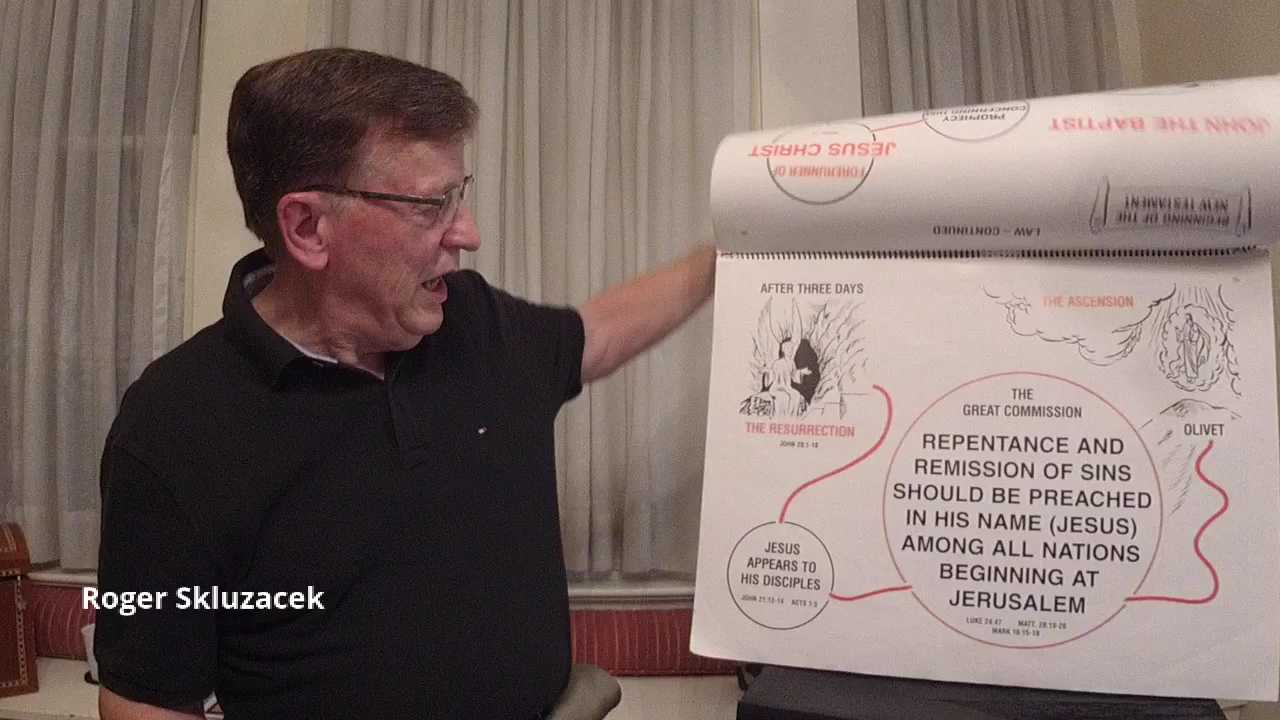 PROPHECY
CONCERNING HIM
JOHN THE BAPTIST
JESUS CHRIST
FORERUNNER OF
BEGINNING OF THE
NEW TESTAMENT
LAW – CONTINUED
AFTER THREE DAYS
THE RESURRECTION
JOHN 20:1-18
THE ASCENSION
OLIVET
THE
GREAT COMMISSION
REPENTANCE AND
REMISSION OF SINS
SHOULD BE PREACHED
IN HIS NAME (JESUS)
AMONG ALL NATIONS
BEGINNING AT
JERUSALEM
LUKE 24:47 MATT. 28:19-20
MARK 16:15-18
JESUS
APPEARS TO
HIS DISCIPLES
JOHN 21:12-14 ACTS 1:3
Roger Skluzacek